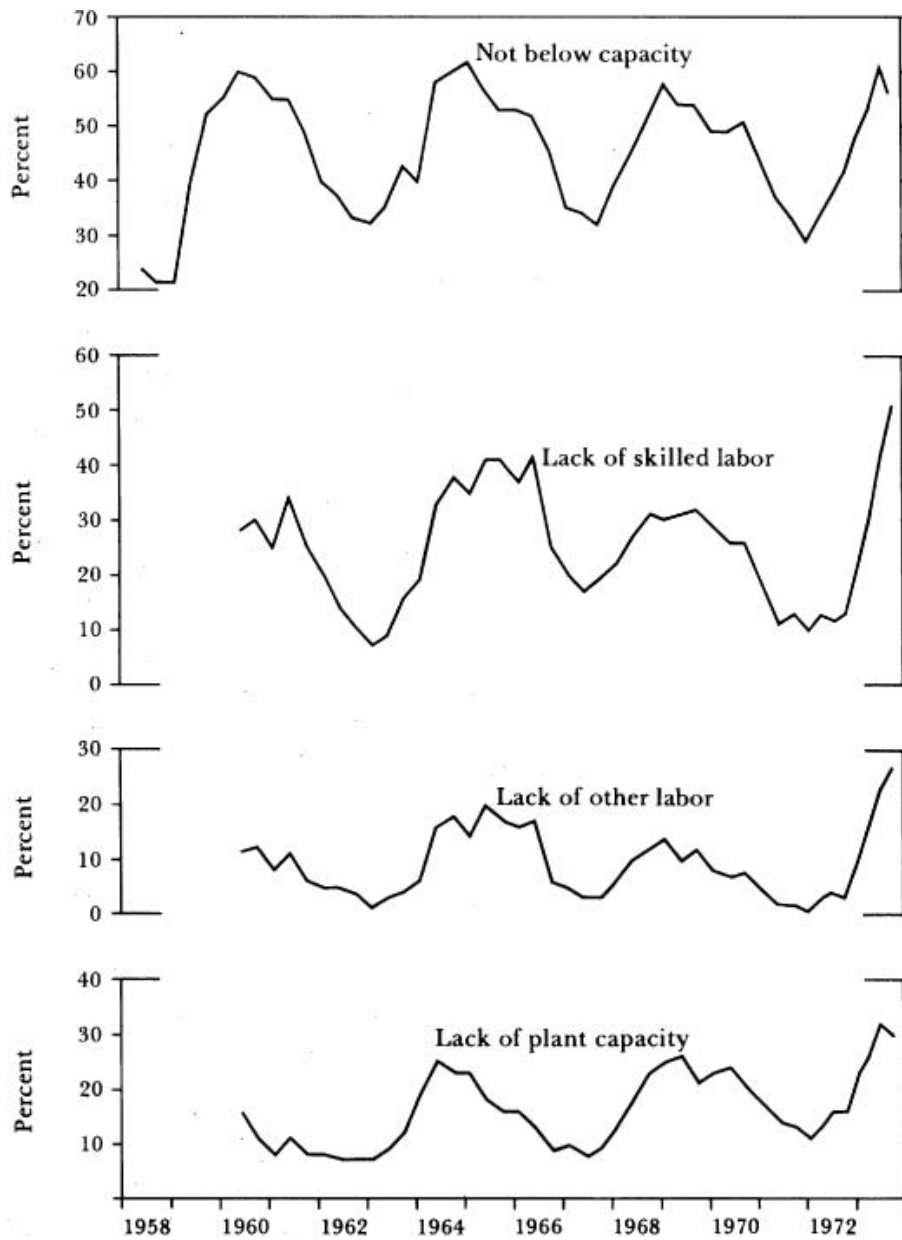 70
60
50
40
30
20
Percent
Not below capacity
60
50
40
30
20
10
0
Percent
Lack of skilled labor
30
20
10
0
Percent
Lack of other labor
40
30
20
10
Percent
Lack of plant capacity
1958 1960 1962 1964 1966 1968 1970 1972